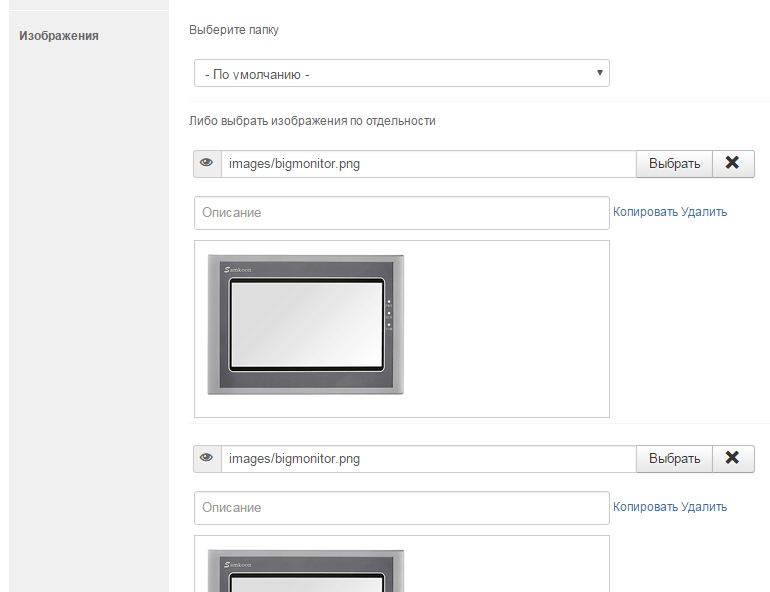 Изображения
Выберите папку
- По умолчанию -
Либо выбрать изображения по отдельности
images/bigmonitor.png
Выбрать
Описание
Копировать Удалить
Samkoon
images/bigmonitor.png
Выбрать
Описание
Копировать Удалить
Samkoon